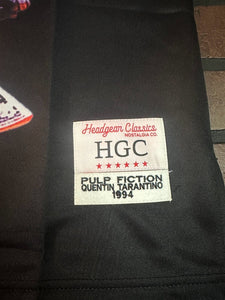 Headgear Classics
NOSTALGIA CO.
HGC
PULP FICTION
QUENTIN TARANTINO
1994